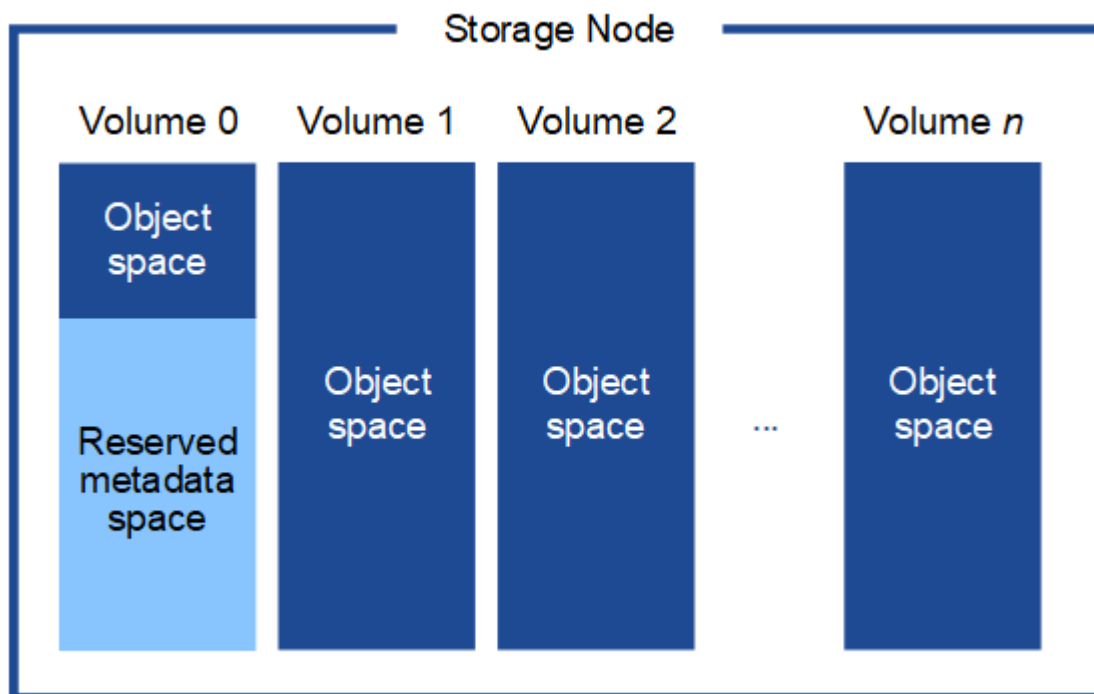 Storage Node
Volume 0
Volume 1
Volume 2
Volume n
Object
space
Reserved
metadata
space
Object
space
Object
space
...
Object
space